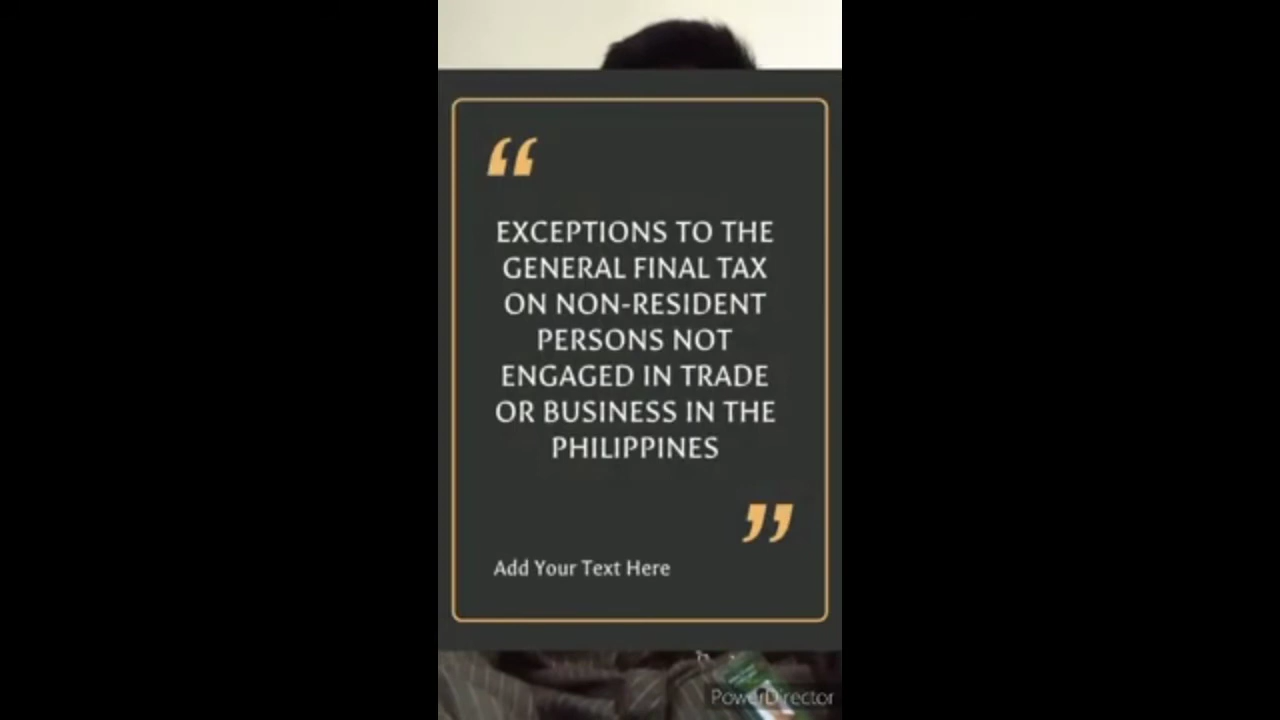 “
EXCEPTIONS TO THE
GENERAL FINAL TAX
ON NON-RESIDENT
PERSONS NOT
ENGAGED IN TRADE
OR BUSINESS IN THE
PHILIPPINES
”
Add Your Text Here
PowerDirector